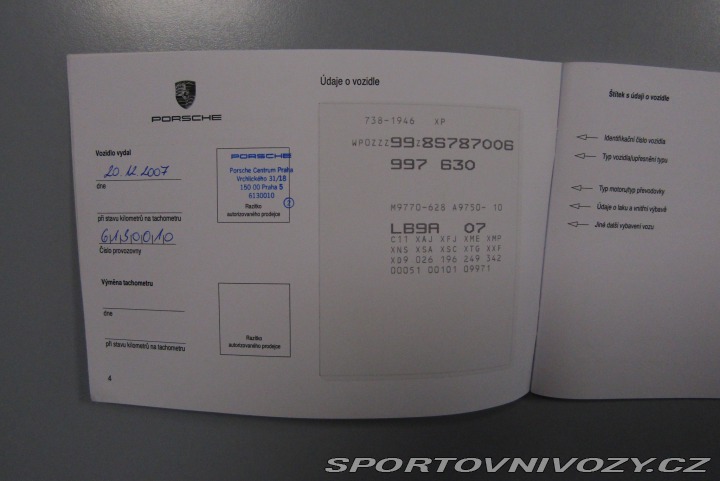 PORSCHE
Údaje o vozidle
Vozidlo vydal
20.12.2007
dne
při stavu kilometrů na tachometru
6130010
Číslo provozovny
PORSCHE
Porsche Centrum Praha
Vrchlického 31/18
150 00 Praha 5
6130010
2
Razítko
autorizovaného prodejce
Výměna tachometru
dne
při stavu kilometrů na tachometru
Razítko
autorizovaného prodejce
4
738-1946 XP
WPOZZZ99Z8S787006
997 630
M9770-628 A9750- 10
LB9A 07
C11 XAJ XFJ XME XMP
XNS XSA XSC XTG XXF
X09 026 196 249 342
00051 00101 09971
Štítek s údaji o vozidle
Identifikační číslo vozidla
Typ vozidla/upřesnění typu
Typ motoru/typ převodovky
Údaje o laku a vnitřní výbavě
Jiné další vybavení vozu
SPORTOVNIVOZY.CZ